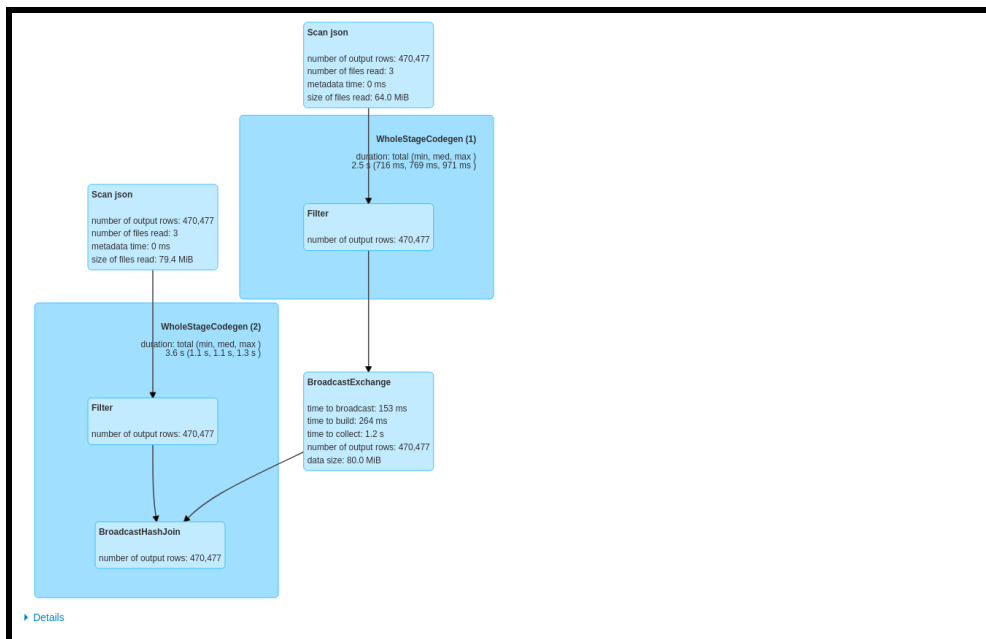 Scan json
number of output rows: 470,477
number of files read: 3
metadata time: 0 ms
size of files read: 64.0 MiB
WholeStageCodegen (1)
duration: total (min, med, max )
2.5 s (716 ms, 769 ms, 971 ms )
Filter
number of output rows: 470,477
Scan json
number of output rows: 470,477
number of files read: 3
metadata time: 0 ms
size of files read: 79.4 MiB
WholeStageCodegen (2)
duration: total (min, med, max )
3.6 s (1.1 s, 1.1 s, 1.3 s )
Filter
number of output rows: 470,477
BroadcastExchange
time to broadcast: 153 ms
time to build: 264 ms
time to collect: 1.2 s
number of output rows: 470,477
data size: 80.0 MiB
BroadcastHashJoin
number of output rows: 470,477
Details